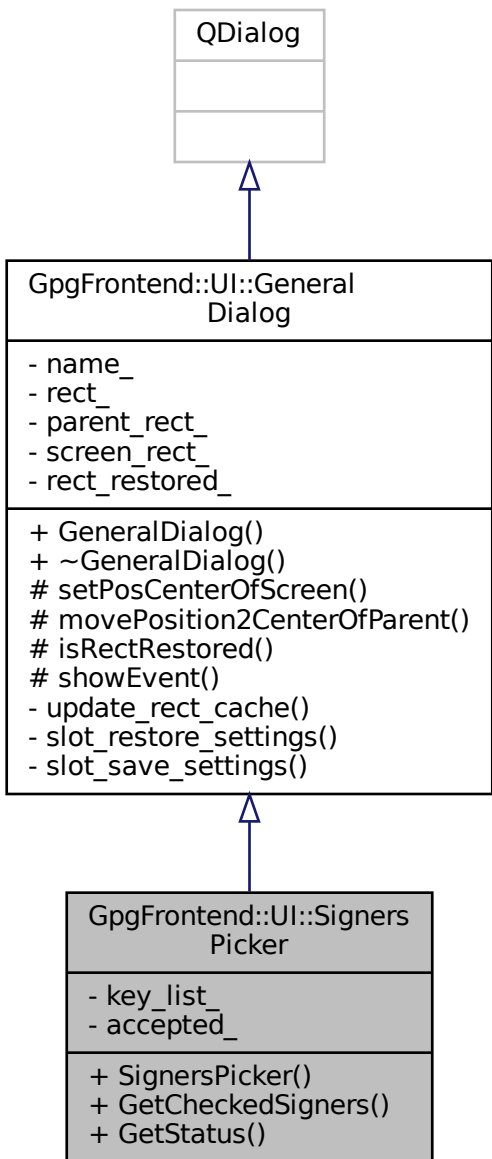 QDialog
GpgFrontend::UI::General
Dialog
- name_
- rect_
- parent_rect_
- screen_rect_
- rect_restored_
+ GeneralDialog()
+ ~GeneralDialog()
# setPosCenterOfScreen()
# movePosition2CenterOfParent()
# isRectRestored()
# showEvent()
- update_rect_cache()
- slot_restore_settings()
- slot_save_settings()
GpgFrontend::UI::Signers
Picker
- key_list_
- accepted_
+ SignersPicker()
+ GetCheckedSigners()
+ GetStatus()